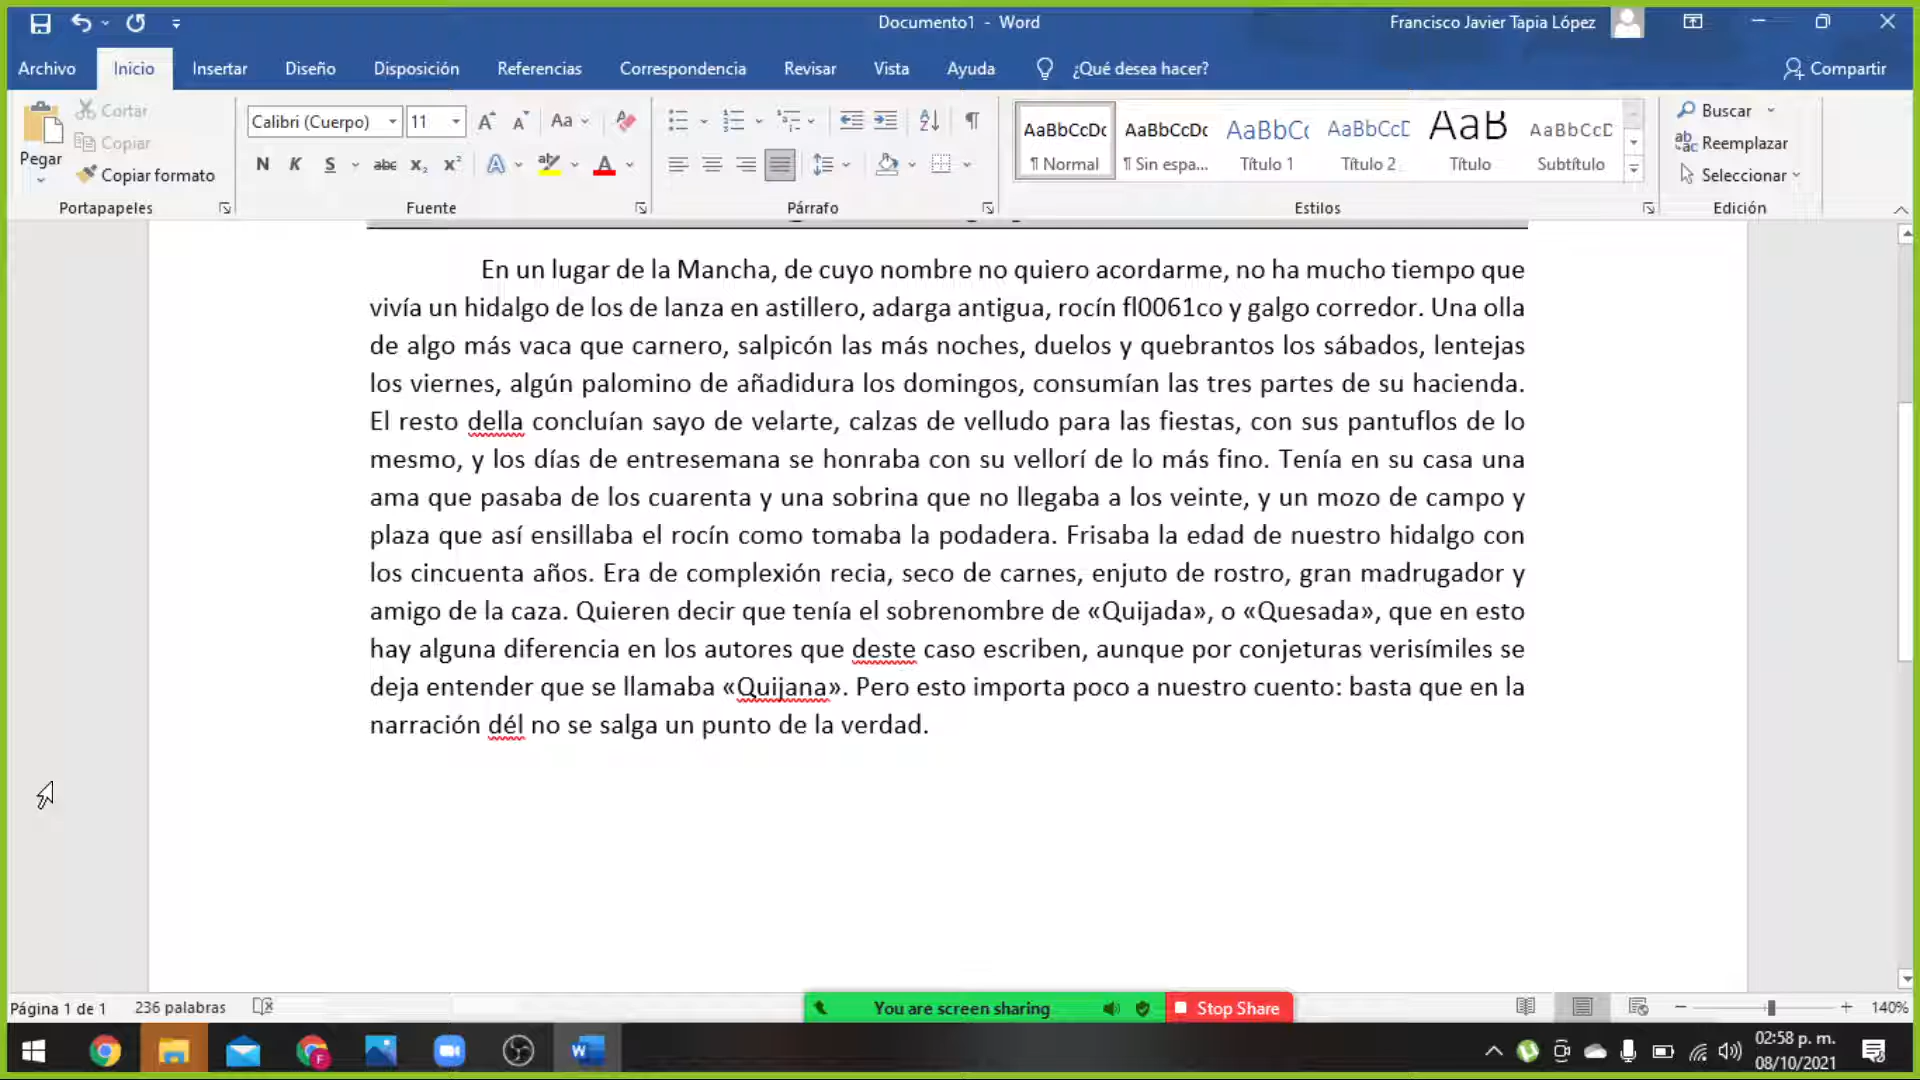 Documento1 - Word
Francisco Javier Tapia López
Archivo Inicio Insertar Diseño Disposición Referencias Correspondencia Revisar Vista Ayuda ¿Qué desea hacer? Compartir
Pegar
Cortar
Copiar
Copiar formato
Portapapeles
Calibri (Cuerpo) 11 Aa
N K S abc x₂ x² A aby A
Fuente
Párrafo
AaBbCcDc AaBbCcDc AaBbCc AaBbCcD AaB AaBbCcD
¶ Normal ¶ Sin espa... Título 1 Título 2 Título Subtítulo
Estilos
Buscar
Reemplazar
Seleccionar
Edición
En un lugar de la Mancha, de cuyo nombre no quiero acordarme, no ha mucho tiempo que
vivía un hidalgo de los de lanza en astillero, adarga antigua, rocín fl0061co y galgo corredor. Una olla
de algo más vaca que carnero, salpicón las más noches, duelos y quebrantos los sábados, lentejas
los viernes, algún palomino de añadidura los domingos, consumían las tres partes de su hacienda.
El resto della concluían sayo de velarte, calzas de velludo para las fiestas, con sus pantuflos de lo
mesmo, y los días de entresemana se honraba con su vellorí de lo más fino. Tenía en su casa una
ama que pasaba de los cuarenta y una sobrina que no llegaba a los veinte, y un mozo de campo y
plaza que así ensillaba el rocín como tomaba la podadera. Frisaba la edad de nuestro hidalgo con
los cincuenta años. Era de complexión recia, seco de carnes, enjuto de rostro, gran madrugador y
amigo de la caza. Quieren decir que tenía el sobrenombre de «Quijada», o «Quesada», que en esto
hay alguna diferencia en los autores que deste caso escriben, aunque por conjeturas verisímiles se
deja entender que se llamaba «Quijana». Pero esto importa poco a nuestro cuento: basta que en la
narración dél no se salga un punto de la verdad.
Página 1 de 1 236 palabras
You are screen sharing
Stop Share
140%
02:58 p. m.
08/10/2021